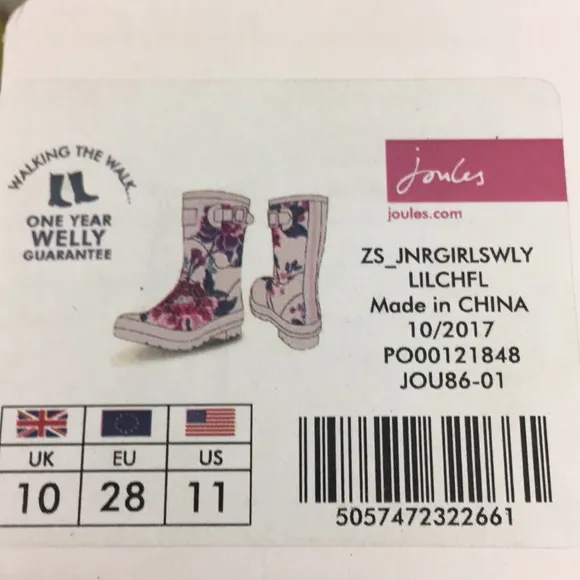 WALKING THE WALK...
ONE YEAR
WELLY
GUARANTEE
Joules
joules.com
ZS_JNRGIRLSWLY
LILCHFL
Made in CHINA
10/2017
PO00121848
JOU86-01
UK EU US
10 28 11
5057472322661